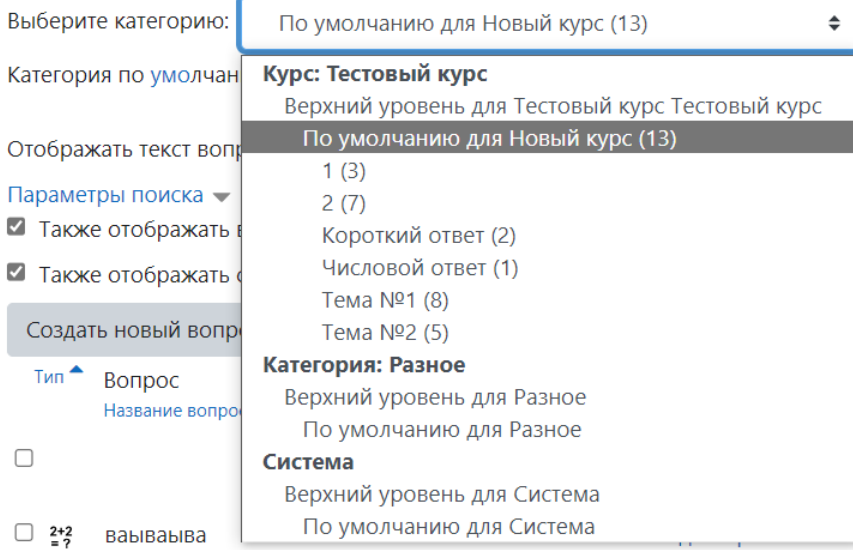 Выберите категорию:
По умолчанию для Новый курс (13)
Категория по умолчан
Курс: Тестовый курс
Верхний уровень для Тестовый курс Тестовый курс
По умолчанию для Новый курс (13)
1 (3)
2 (7)
Короткий ответ (2)
Числовой ответ (1)
Тема №1 (8)
Тема №2 (5)
Категория: Разное
Верхний уровень для Разное
По умолчанию для Разное
Система
Верхний уровень для Система
По умолчанию для Система
Отображать текст вопр
Параметры поиска
Также отображать
Также отображать
Создать новый вопр
Тип
Вопрос
Название вопро
2+2
= ?
ваываыва